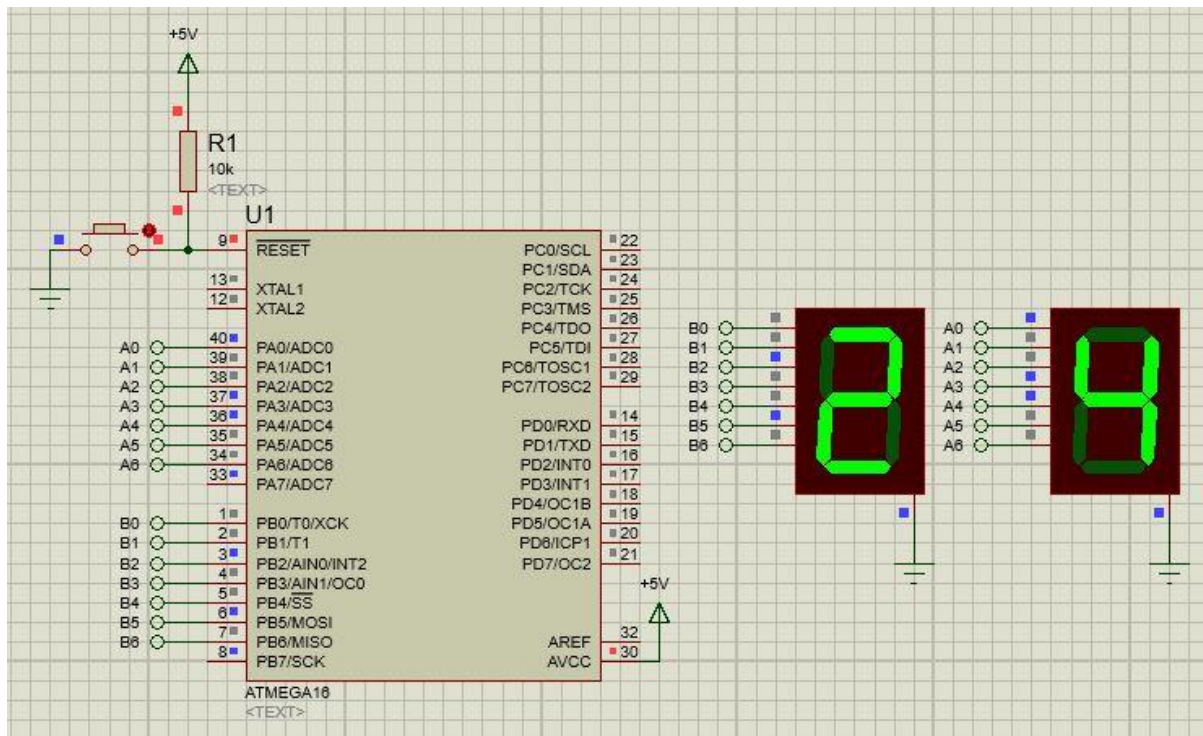 +5V
R1
10k
<TEXT>
U1
9 RESET PC0/SCL 22
PC1/SDA 23
13 XTAL1 PC2/TCK 24
12 XTAL2 PC3/TMS 25
PC4/TDO 26
A0 40 PA0/ADC0 PC5/TDI 27
A1 39 PA1/ADC1 PC6/TOSC1 28
A2 38 PA2/ADC2 PC7/TOSC2 29
A3 37 PA3/ADC3
A4 36 PA4/ADC4 PD0/RXD 14
A5 35 PA5/ADC5 PD1/TXD 15
A6 34 PA6/ADC6 PD2/INT0 16
33 PA7/ADC7 PD3/INT1 17
PD4/OC1B 18
B0 1 PB0/T0/XCK PD5/OC1A 19
B1 2 PB1/T1 PD6/ICP1 20
B2 3 PB2/AIN0/INT2 PD7/OC2 21
B3 4 PB3/AIN1/OC0
B4 5 PB4/SS
B5 6 PB5/MOSI
B6 7 PB6/MISO AREF 32
8 PB7/SCK AVCC 30
+5V
ATMEGA16
<TEXT>
B0
B1
B2
B3
B4
B5
B6
2
A0
A1
A2
A3
A4
A5
A6
4